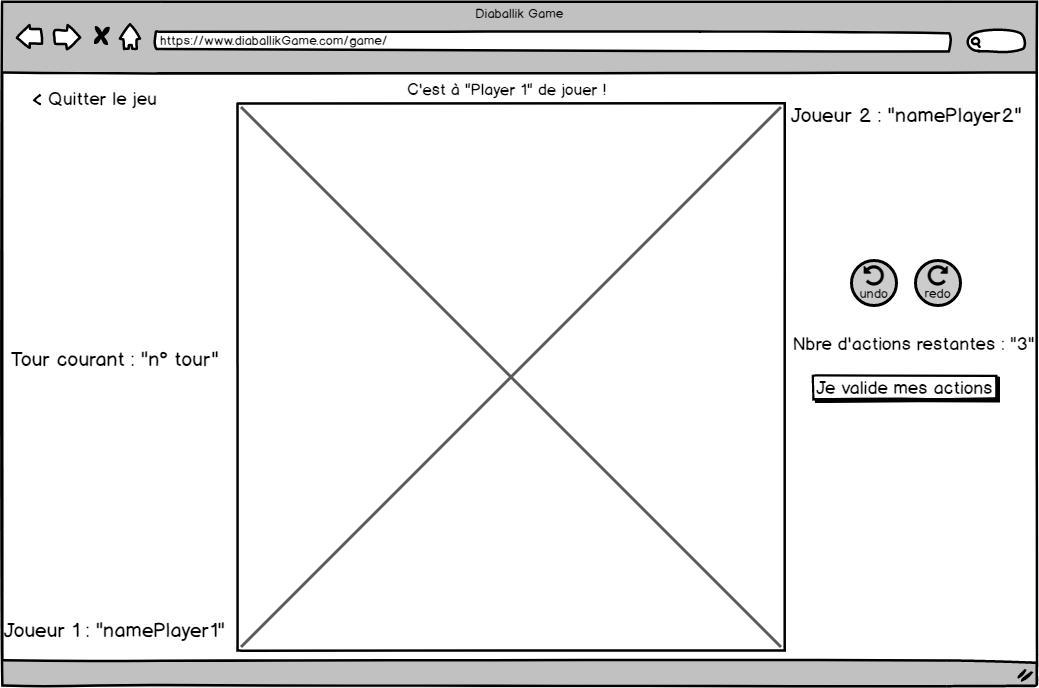 Diaballik Game
https://www.diaballikGame.com/game/
C'est à "Player 1" de jouer !
< Quitter le jeu
Joueur 2 : "namePlayer2"
undo
redo
Nbre d'actions restantes : "3"
Tour courant : "n° tour"
Je valide mes actions
Joueur 1 : "namePlayer1"